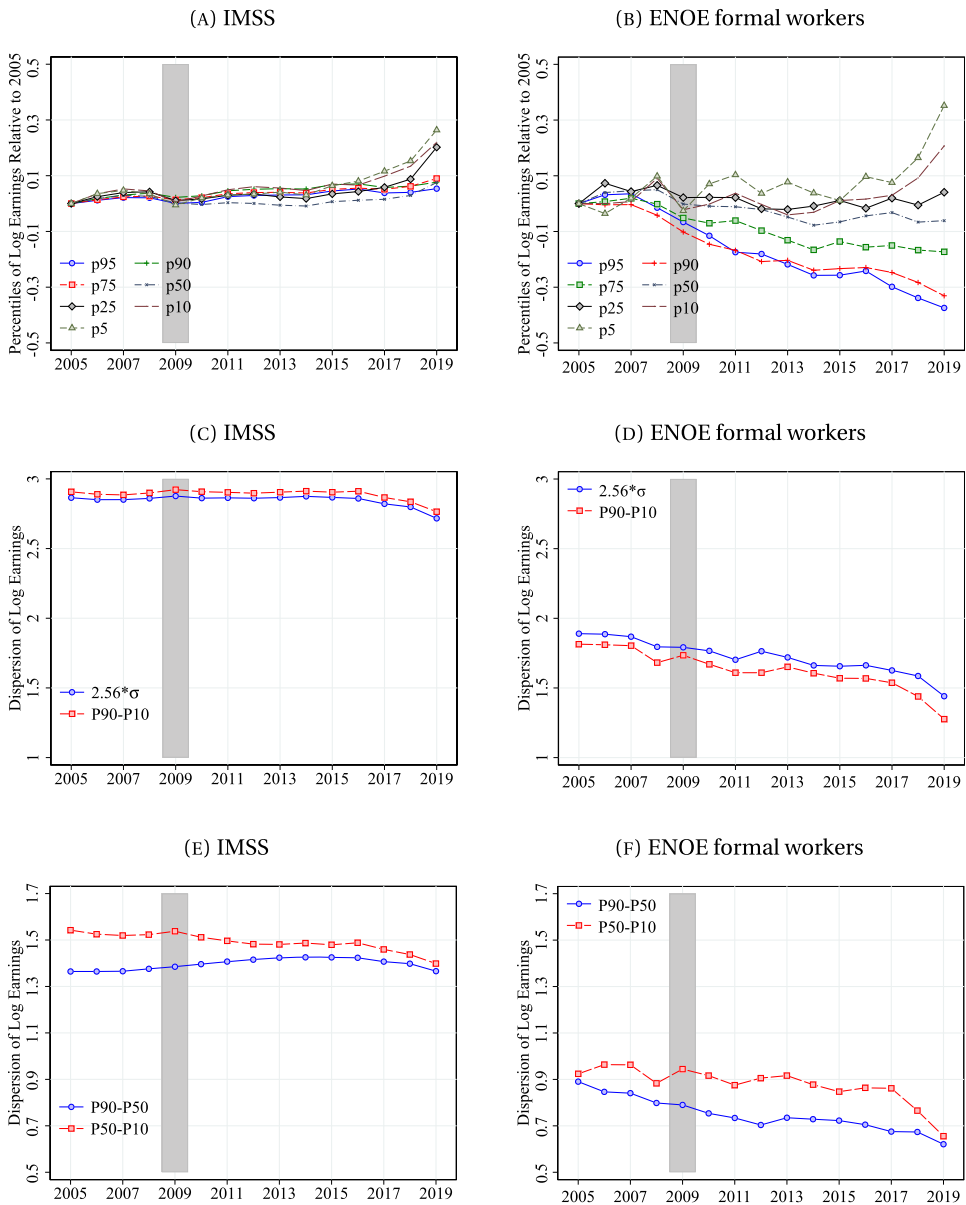 (A) IMSS
(B) ENOE formal workers
Percentiles of Log Earnings Relative to 2005
0.5
0.3
0.1
-0.1
-0.3
-0.5
p95
p90
p75
p50
p25
p10
p5
2005 2007 2009 2011 2013 2015 2017 2019
Percentiles of Log Earnings Relative to 2005
0.5
0.3
0.1
-0.1
-0.3
-0.5
p95
p90
p75
p50
p25
p10
p5
2005 2007 2009 2011 2013 2015 2017 2019
(C) IMSS
(D) ENOE formal workers
Dispersion of Log Earnings
3
2.5
2
1.5
1
2.56*σ
P90-P10
2005 2007 2009 2011 2013 2015 2017 2019
Dispersion of Log Earnings
3
2.5
2
1.5
1
2.56*σ
P90-P10
2005 2007 2009 2011 2013 2015 2017 2019
(E) IMSS
(F) ENOE formal workers
Dispersion of Log Earnings
1.7
1.5
1.3
1.1
0.9
0.7
0.5
P90-P50
P50-P10
2005 2007 2009 2011 2013 2015 2017 2019
Dispersion of Log Earnings
1.7
1.5
1.3
1.1
0.9
0.7
0.5
P90-P50
P50-P10
2005 2007 2009 2011 2013 2015 2017 2019